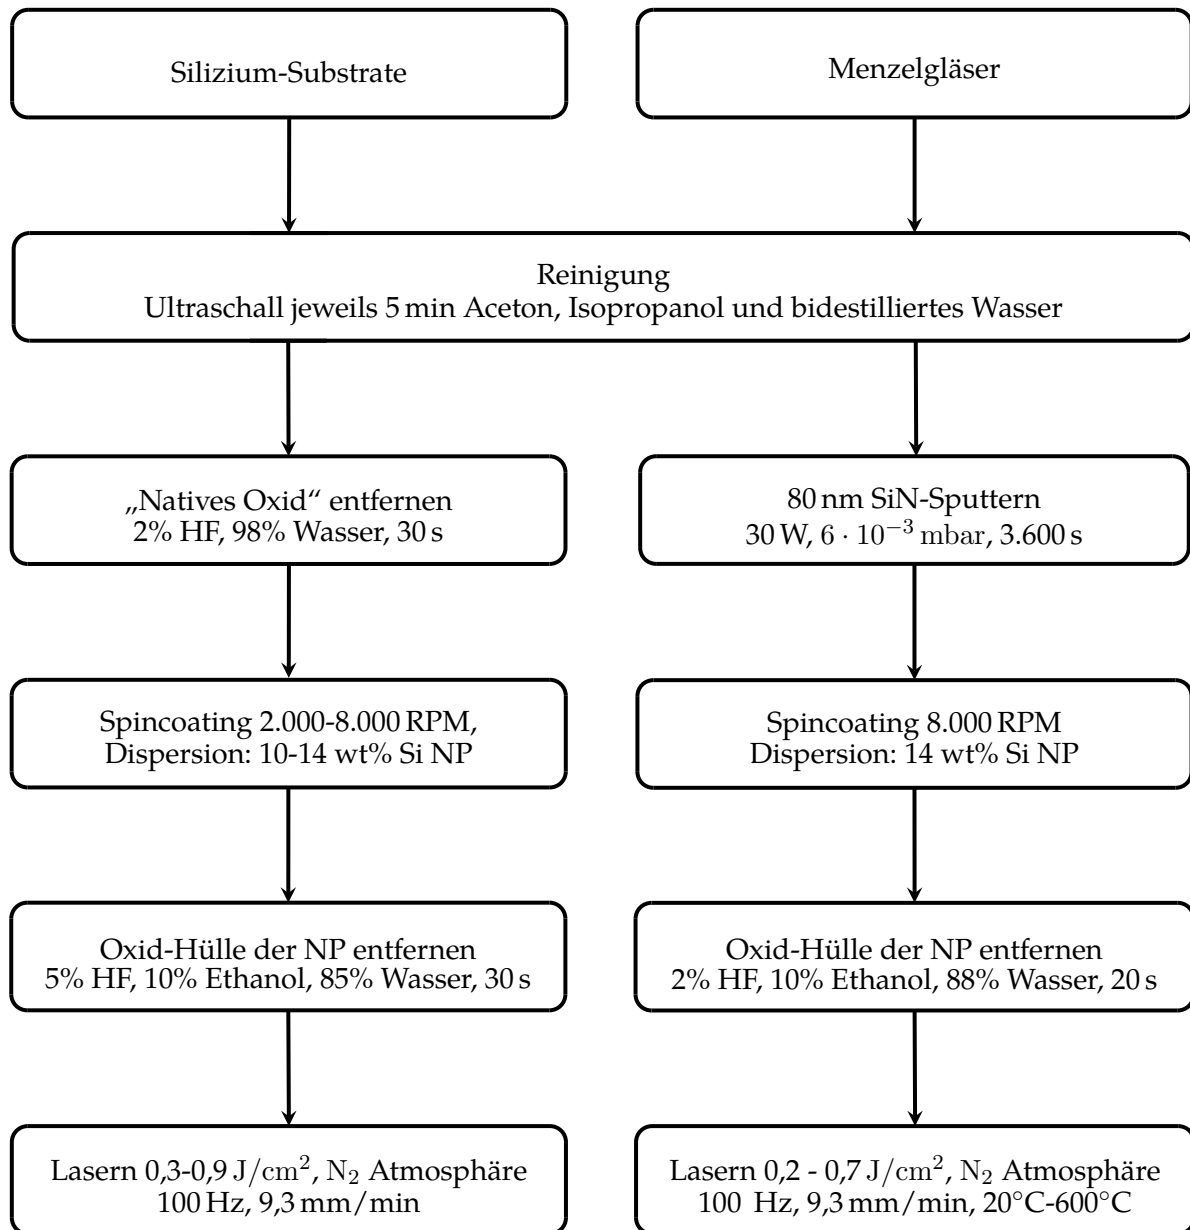 Silizium-Substrate
Menzelgläser
Reinigung
Ultraschall jeweils 5 min Aceton, Isopropanol und bidestilliertes Wasser
„Natives Oxid“ entfernen
2% HF, 98% Wasser, 30 s
80 nm SiN-Sputtern
30 W, 6 · 10⁻³ mbar, 3.600 s
Spincoating 2.000-8.000 RPM,
Dispersion: 10-14 wt% Si NP
Spincoating 8.000 RPM
Dispersion: 14 wt% Si NP
Oxid-Hülle der NP entfernen
5% HF, 10% Ethanol, 85% Wasser, 30 s
Oxid-Hülle der NP entfernen
2% HF, 10% Ethanol, 88% Wasser, 20 s
Lasern 0,3-0,9 J/cm², N₂ Atmosphäre
100 Hz, 9,3 mm/min
Lasern 0,2 - 0,7 J/cm², N₂ Atmosphäre
100 Hz, 9,3 mm/min, 20°C-600°C